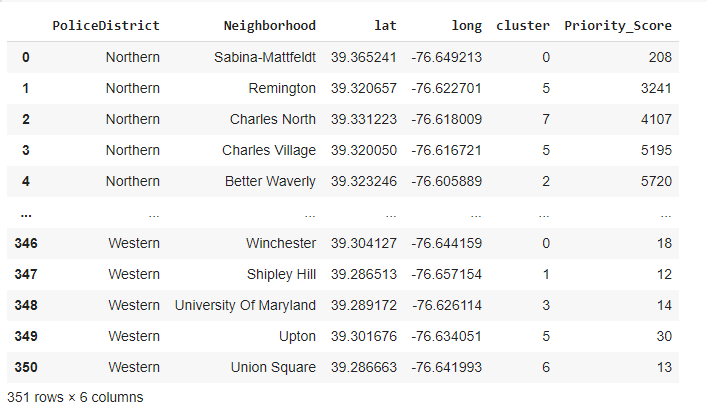 PoliceDistrict Neighborhood lat long cluster Priority_Score
0 Northern Sabina-Mattfeldt 39.365241 -76.649213 0 208
1 Northern Remington 39.320657 -76.622701 5 3241
2 Northern Charles North 39.331223 -76.618009 7 4107
3 Northern Charles Village 39.320050 -76.616721 5 5195
4 Northern Better Waverly 39.323246 -76.605889 2 5720
... ... ... ... ... ... ...
346 Western Winchester 39.304127 -76.644159 0 18
347 Western Shipley Hill 39.286513 -76.657154 1 12
348 Western University Of Maryland 39.289172 -76.626114 3 14
349 Western Upton 39.301676 -76.634051 5 30
350 Western Union Square 39.286663 -76.641993 6 13
351 rows × 6 columns